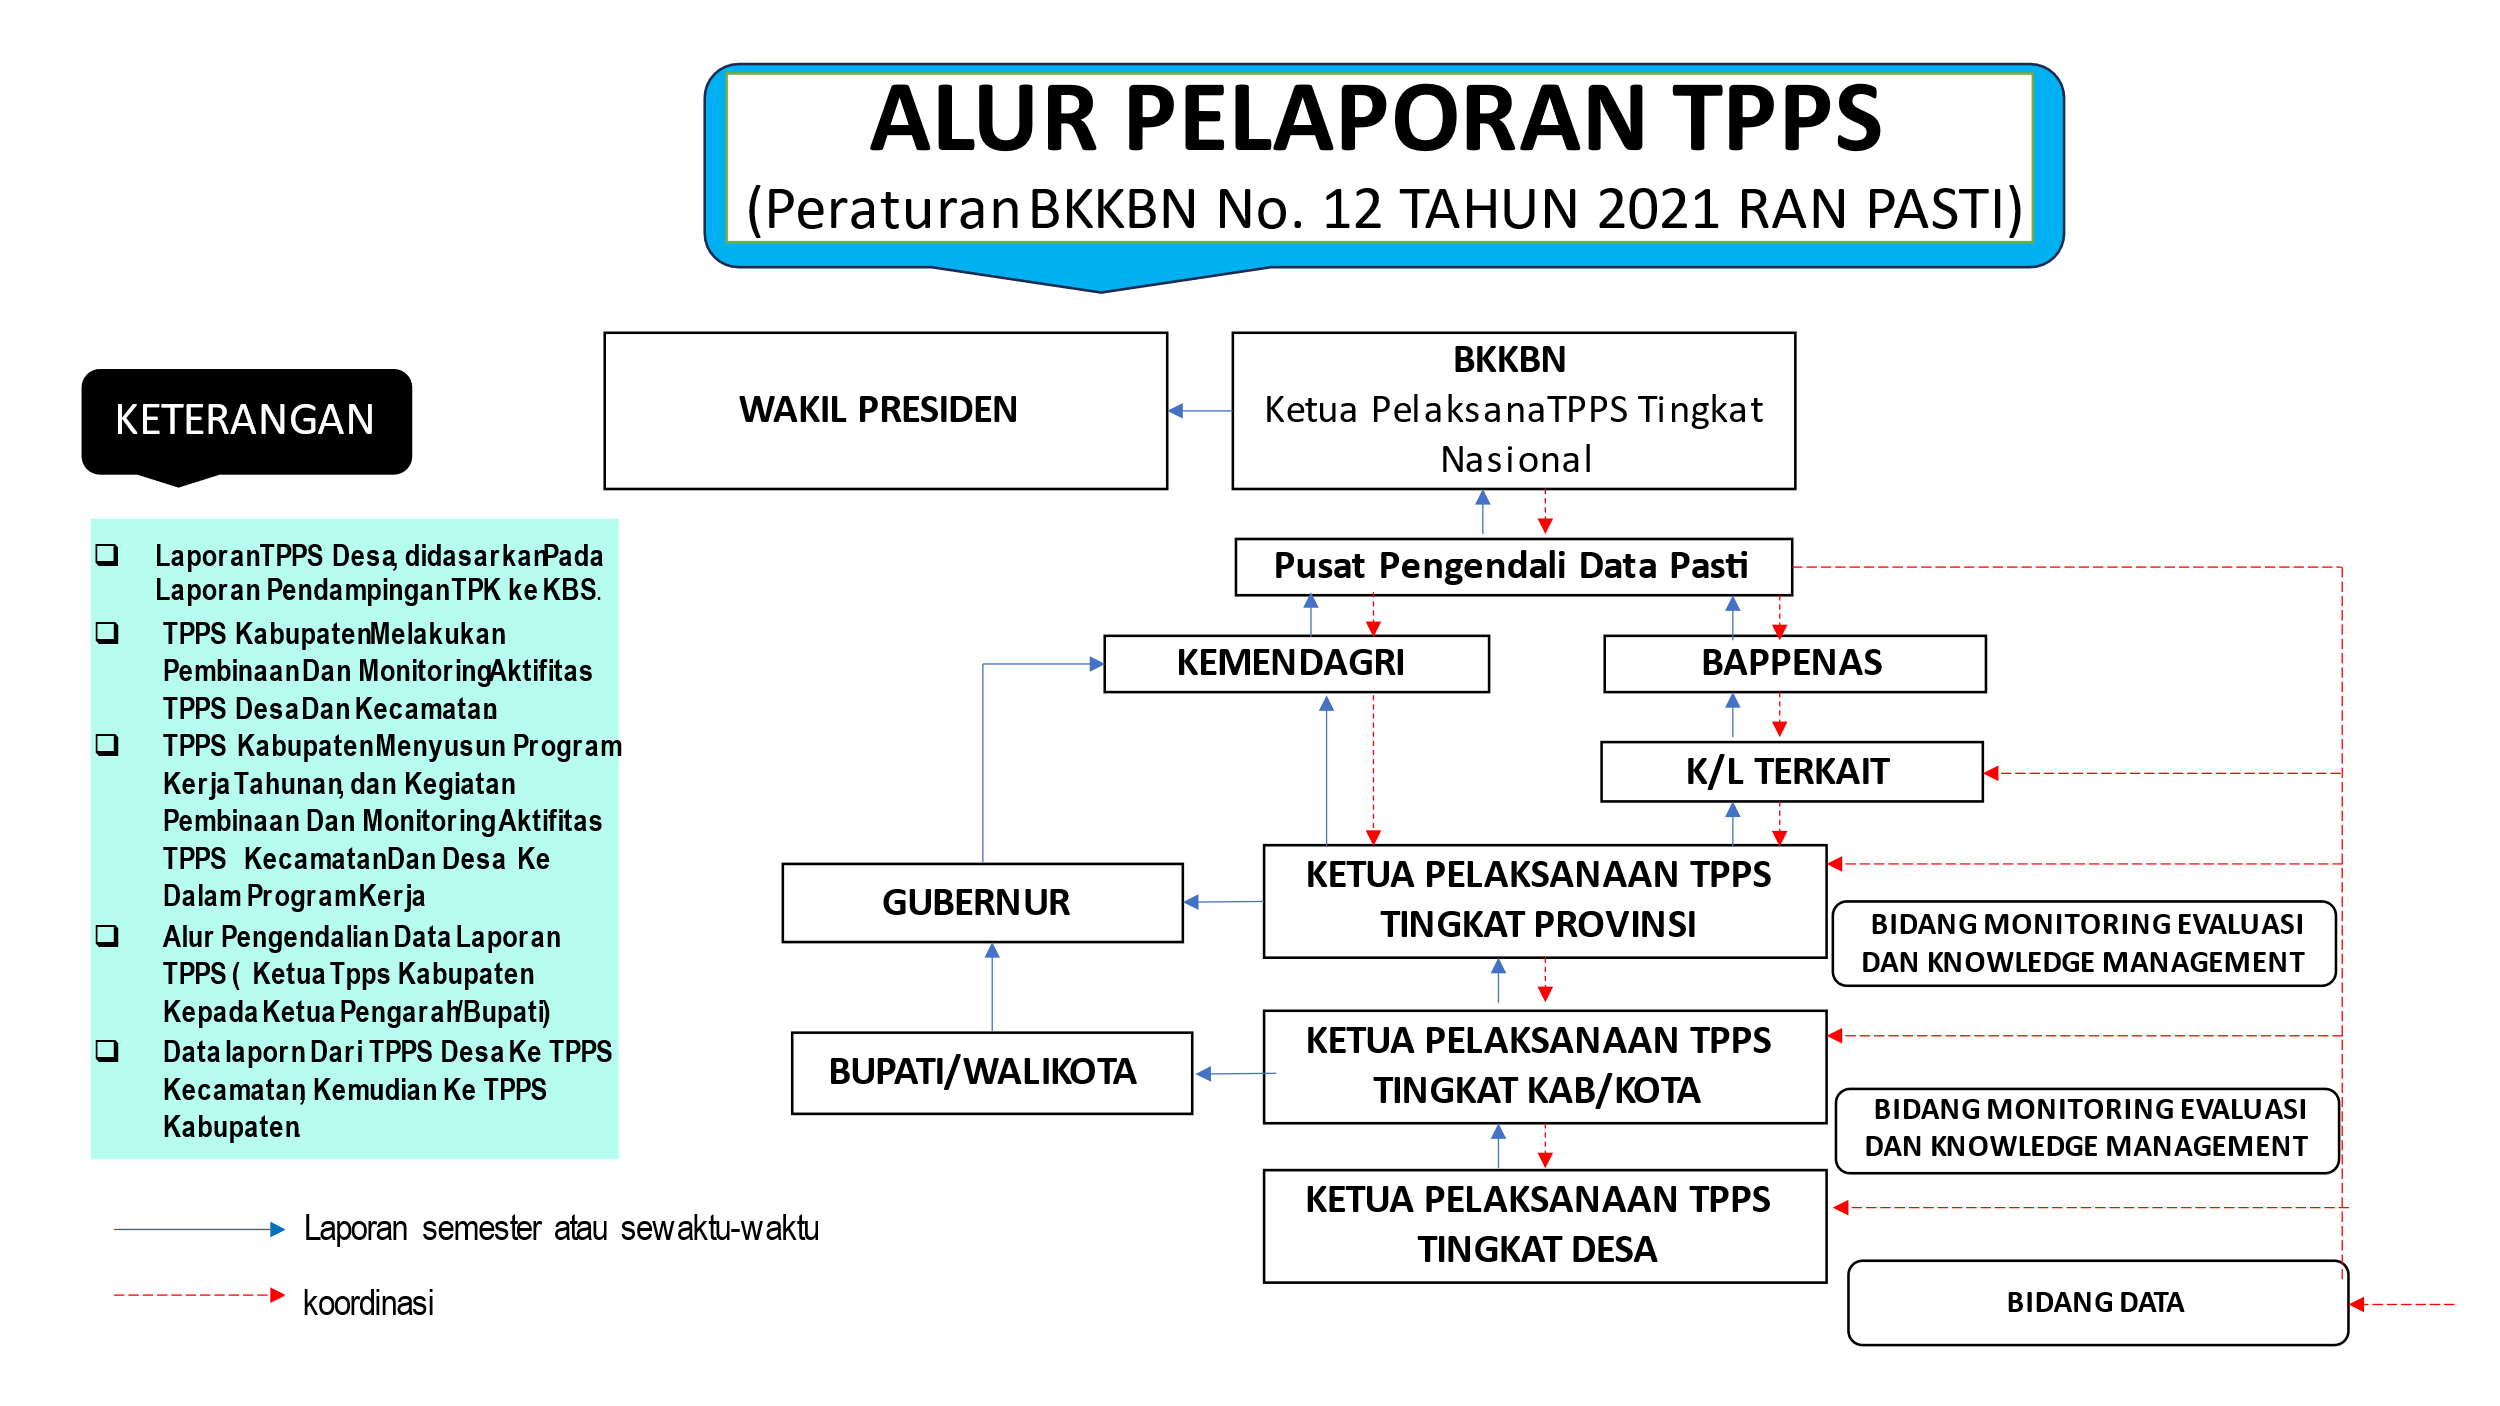 ALUR PELAPORAN TPPS
(Peraturan BKKBN No. 12 TAHUN 2021 RAN PASTI)
KETERANGAN
❑ Laporan TPPS Desa, didasarkan Pada
Laporan Pendampingan TPK ke KBS.
❑ TPPS Kabupaten Melakukan
Pembinaan Dan Monitoring Aktifitas
TPPS Desa Dan Kecamatan.
❑ TPPS Kabupaten Menyusun Program
Kerja Tahunan, dan Kegiatan
Pembinaan Dan Monitoring Aktifitas
TPPS Kecamatan Dan Desa Ke
Dalam Program Kerja
❑ Alur Pengendalian Data Laporan
TPPS ( Ketua Tpps Kabupaten
Kepada Ketua Pengarah/Bupati)
❑ Data laporn Dari TPPS Desa Ke TPPS
Kecamatan, Kemudian Ke TPPS
Kabupaten.
Laporan semester atau sewaktu-waktu
koordinasi
WAKIL PRESIDEN
BKKBN
Ketua Pelaksana TPPS Tingkat
Nasional
Pusat Pengendali Data Pasti
KEMENDAGRI
BAPPENAS
K/L TERKAIT
GUBERNUR
KETUA PELAKSANAAN TPPS
TINGKAT PROVINSI
BIDANG MONITORING EVALUASI
DAN KNOWLEDGE MANAGEMENT
BUPATI/WALIKOTA
KETUA PELAKSANAAN TPPS
TINGKAT KAB/KOTA
BIDANG MONITORING EVALUASI
DAN KNOWLEDGE MANAGEMENT
KETUA PELAKSANAAN TPPS
TINGKAT DESA
BIDANG DATA